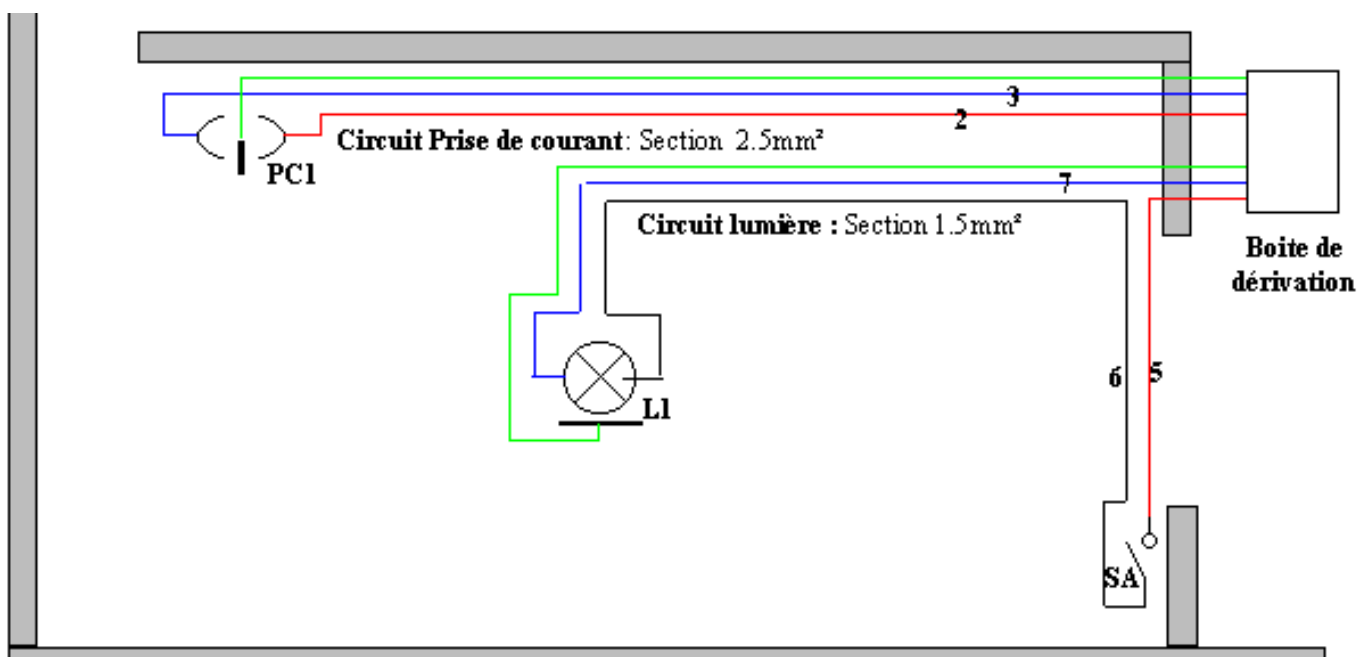 3
2
Circuit Prise de courant: Section 2.5mm²
PC1
7
Circuit lumière : Section 1.5mm²
Boite de
dérivation
6
5
L1
SA